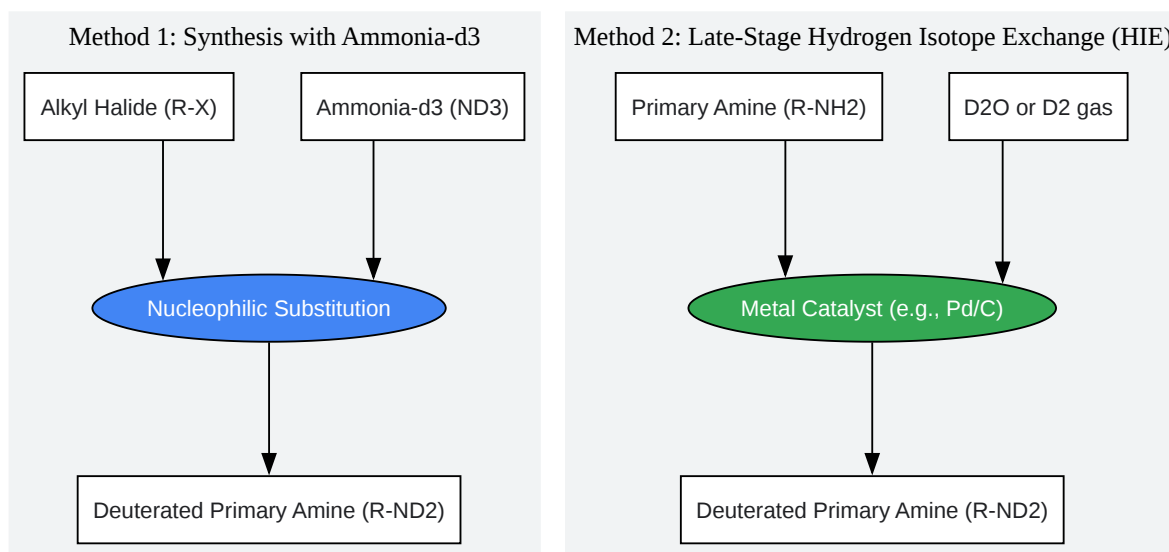 Method 1: Synthesis with Ammonia-d3
Alkyl Halide (R-X)
Ammonia-d3 (ND3)
Nucleophilic Substitution
Deuterated Primary Amine (R-ND2)
Method 2: Late-Stage Hydrogen Isotope Exchange (HIE)
Primary Amine (R-NH2)
D2O or D2 gas
Metal Catalyst (e.g., Pd/C)
Deuterated Primary Amine (R-ND2)